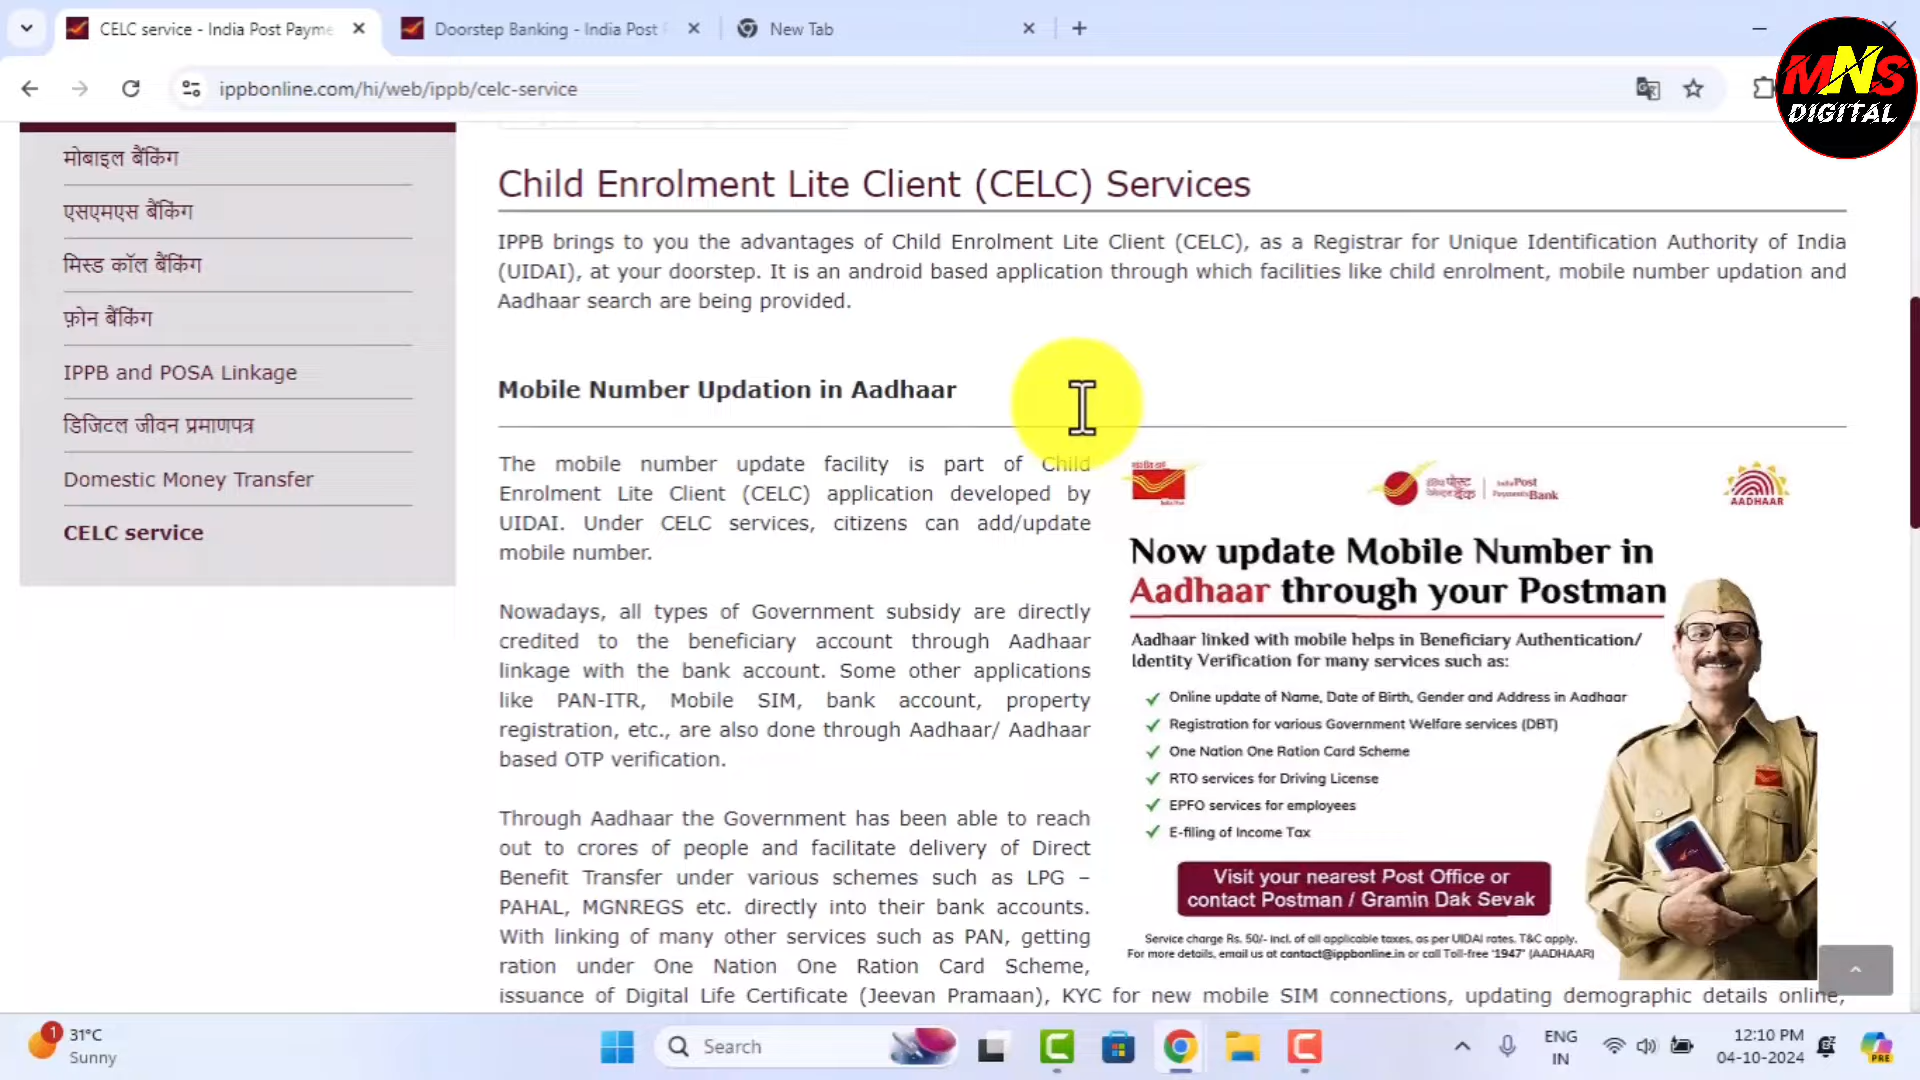 CELC service - India Post Payme
Doorstep Banking - India Post
New Tab
ippbonline.com/hi/web/ippb/celc-service
MNS
DIGITAL
मोबाइल बैंकिंग
एसएमएस बैंकिंग
मिस्ड कॉल बैंकिंग
फ़ोन बैंकिंग
IPPB and POSA Linkage
डिजिटल जीवन प्रमाणपत्र
Domestic Money Transfer
CELC service
Child Enrolment Lite Client (CELC) Services
IPPB brings to you the advantages of Child Enrolment Lite Client (CELC), as a Registrar for Unique Identification Authority of India
(UIDAI), at your doorstep. It is an android based application through which facilities like child enrolment, mobile number updation and
Aadhaar search are being provided.
Mobile Number Updation in Aadhaar
The mobile number update facility is part of Child
Enrolment Lite Client (CELC) application developed by
UIDAI. Under CELC services, citizens can add/update
mobile number.
Nowadays, all types of Government subsidy are directly
credited to the beneficiary account through Aadhaar
linkage with the bank account. Some other applications
like PAN-ITR, Mobile SIM, bank account, property
registration, etc., are also done through Aadhaar/ Aadhaar
based OTP verification.
Through Aadhaar the Government has been able to reach
out to crores of people and facilitate delivery of Direct
Benefit Transfer under various schemes such as LPG –
PAHAL, MGNREGS etc. directly into their bank accounts.
With linking of many other services such as PAN, getting
ration under One Nation One Ration Card Scheme,
issuance of Digital Life Certificate (Jeevan Pramaan), KYC for new mobile SIM connections, updating demographic details online,
IndiaPost
PaymentsBank
AADHAAR
Now update Mobile Number in
Aadhaar through your Postman
Aadhaar linked with mobile helps in Beneficiary Authentication/
Identity Verification for many services such as:
Online update of Name, Date of Birth, Gender and Address in Aadhaar
Registration for various Government Welfare services (DBT)
One Nation One Ration Card Scheme
RTO services for Driving License
EPFO services for employees
E-filing of Income Tax
Visit your nearest Post Office or
contact Postman / Gramin Dak Sevak
Service charge Rs. 50/- incl. of all applicable taxes, as per UIDAI rates. T&C apply.
For more details, email us at contact@ippbonline.in or call Toll-free '1947' (AADHAAR)
1
31°C
Sunny
Search
ENG
IN
12:10 PM
04-10-2024
PRE